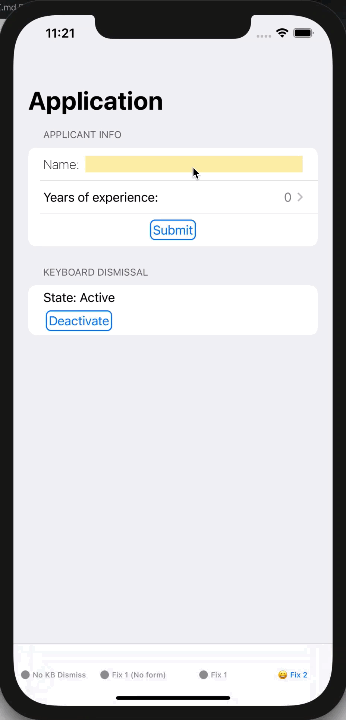 .md
11:21
Application
APPLICANT INFO
Name:
Years of experience: 0
Submit
KEYBOARD DISMISSAL
State: Active
Deactivate
No KB Dismiss Fix 1 (No form) Fix 1 Fix 2